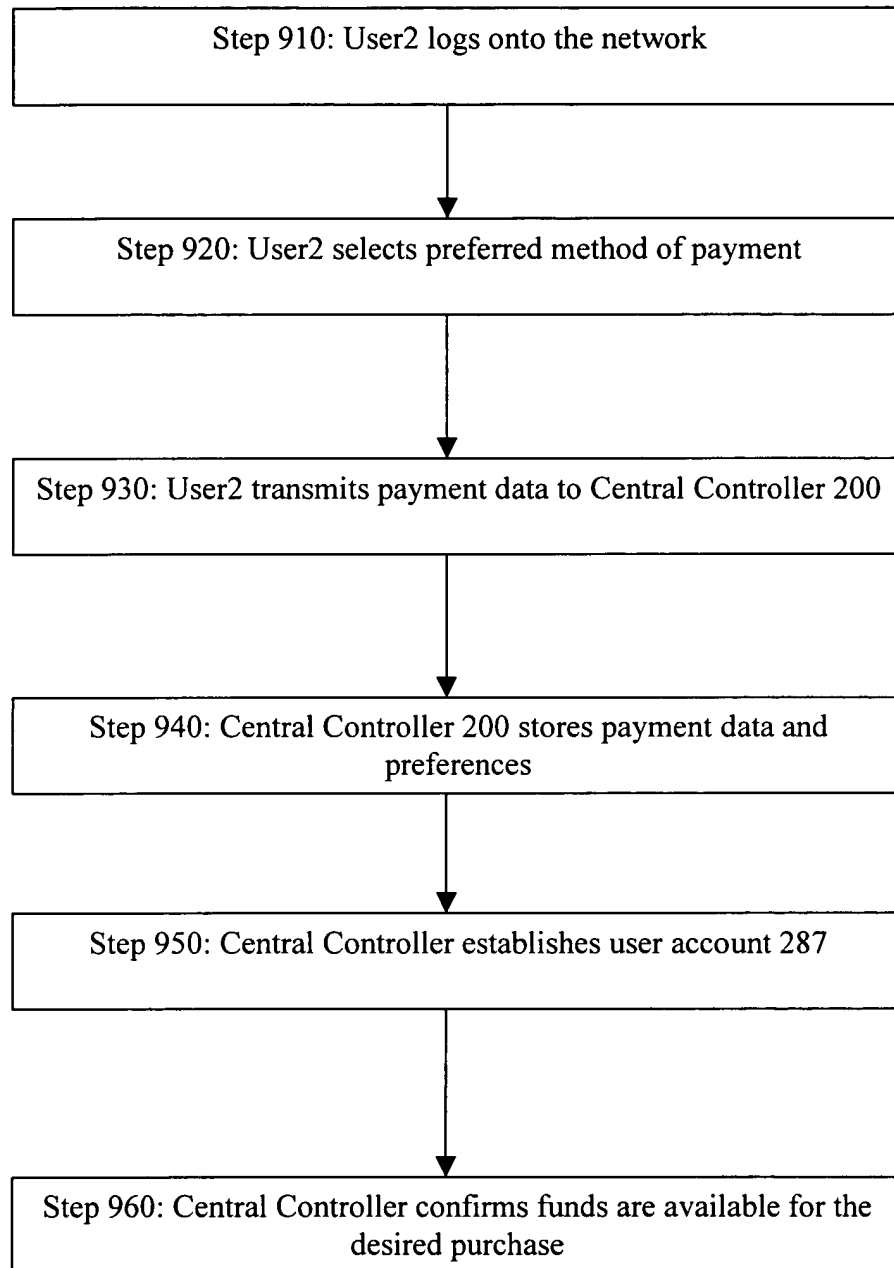 Step 910: User2 logs onto the network
Step 920: User2 selects preferred method of payment
Step 930: User2 transmits payment data to Central Controller 200
Step 940: Central Controller 200 stores payment data and
preferences
Step 950: Central Controller establishes user account 287
Step 960: Central Controller confirms funds are available for the
desired purchase